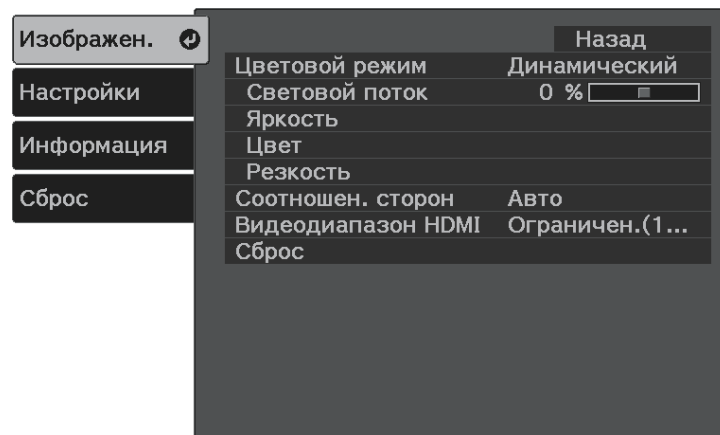 Изображен.
Настройки
Информация
Сброс
Назад
Цветовой режим Динамический
Световой поток 0 %
Яркость
Цвет
Резкость
Соотношен. сторон Авто
Видеодиапазон HDMI Ограничен.(1...
Сброс